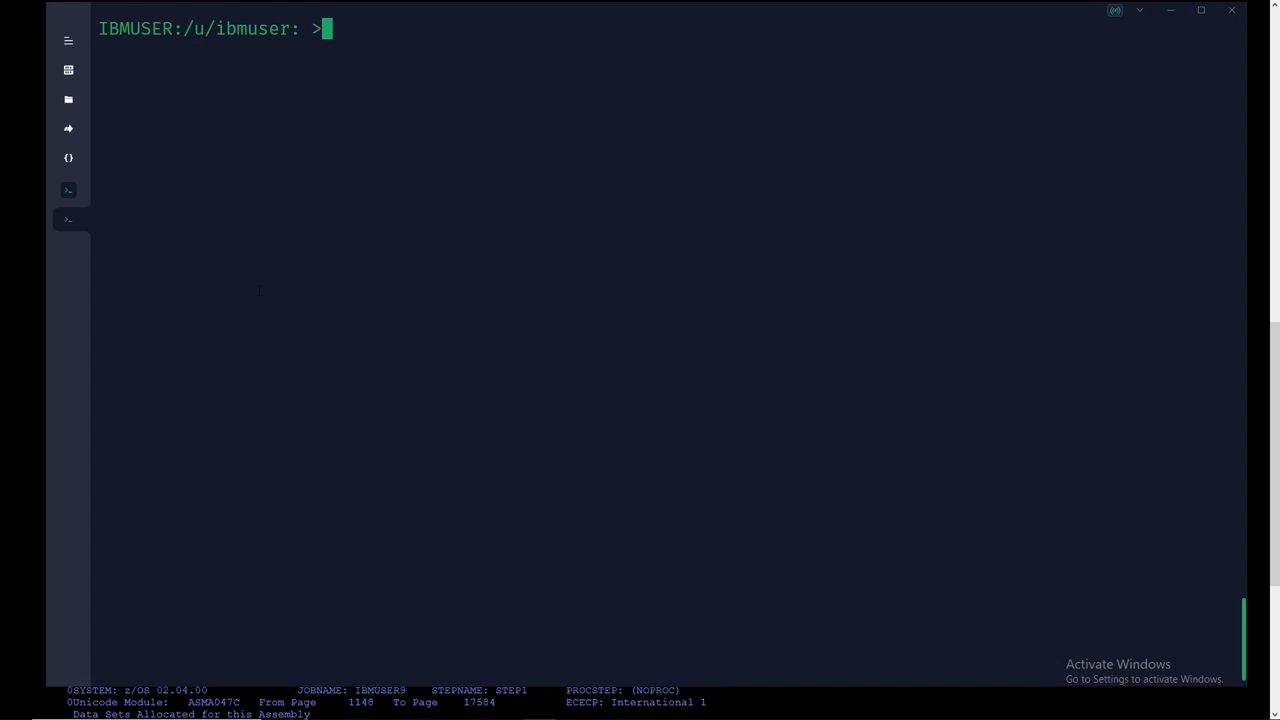 IBMUSER:/u/ibmuser: >
Activate Windows
Go to Settings to activate Windows.
0SYSTEM: z/OS 02.04.00 JOBNAME: IBMUSER9 STEPNAME: STEP1 PROCSTEP: (NOPROC)
0Unicode Module: ASMA047C From Page 1148 To Page 17584 ECECP: International 1
Data Sets Allocated for this Assembly